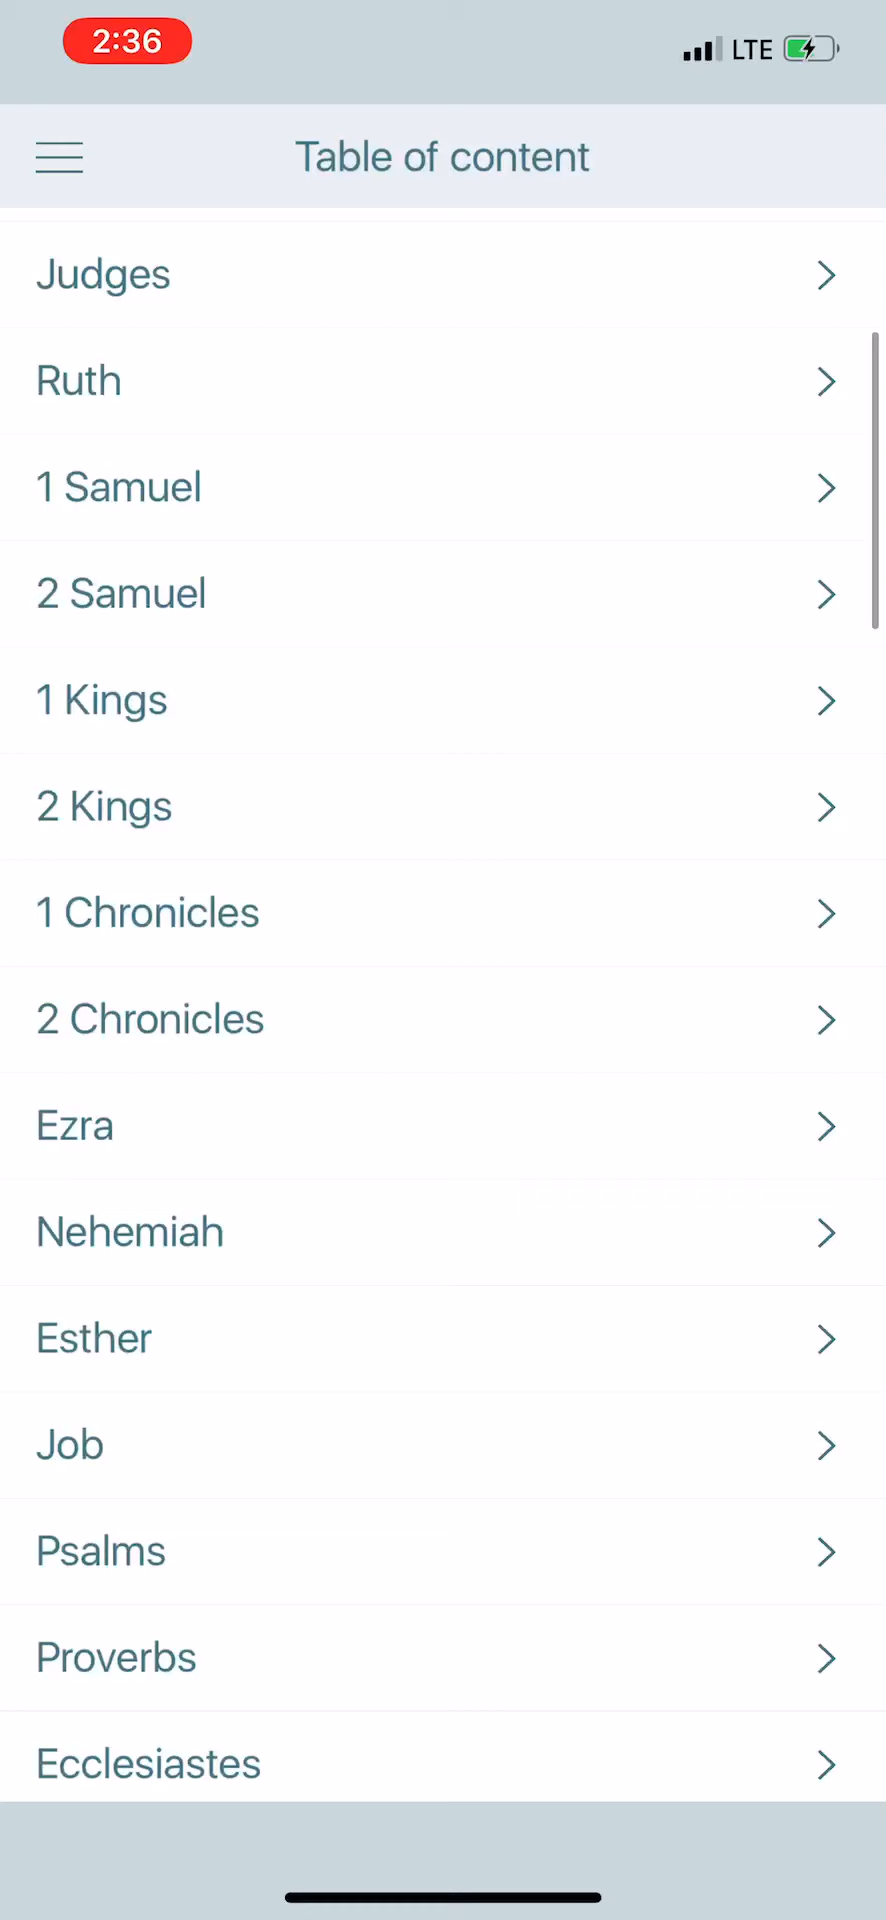 2:36
LTE
Table of content
Judges
Ruth
1 Samuel
2 Samuel
1 Kings
2 Kings
1 Chronicles
2 Chronicles
Ezra
Nehemiah
Esther
Job
Psalms
Proverbs
Ecclesiastes